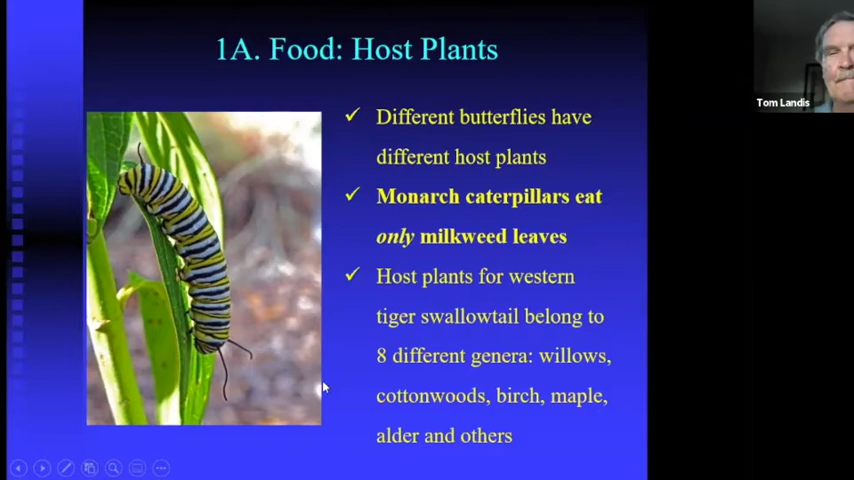 1A. Food: Host Plants
Different butterflies have
different host plants
Monarch caterpillars eat
only milkweed leaves
Host plants for western
tiger swallowtail belong to
8 different genera: willows,
cottonwoods, birch, maple,
alder and others
Tom Landis